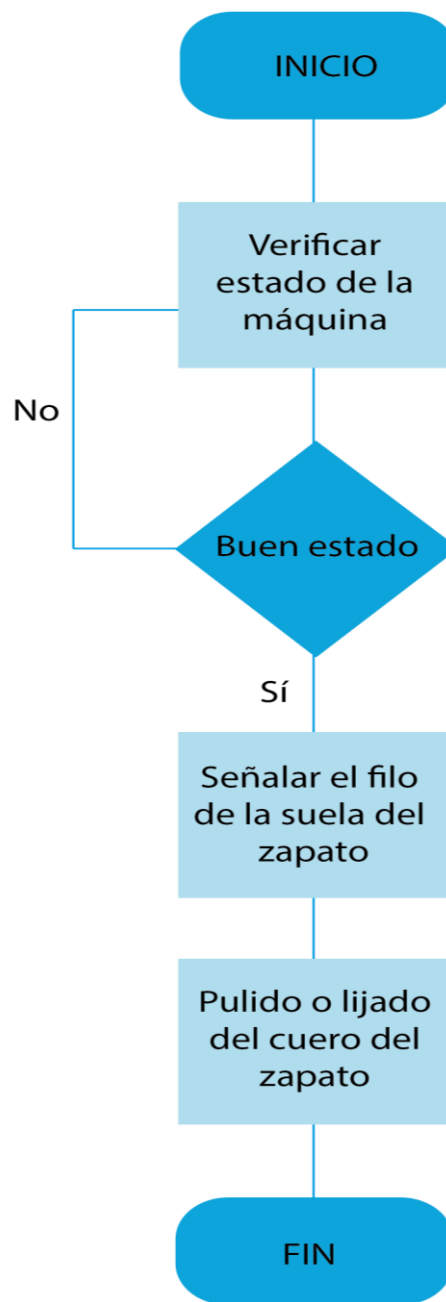 INICIO
Verificar
estado de la
máquina
No
Buen estado
Sí
Señalar el filo
de la suela del
zapato
Pulido o lijado
del cuero del
zapato
FIN